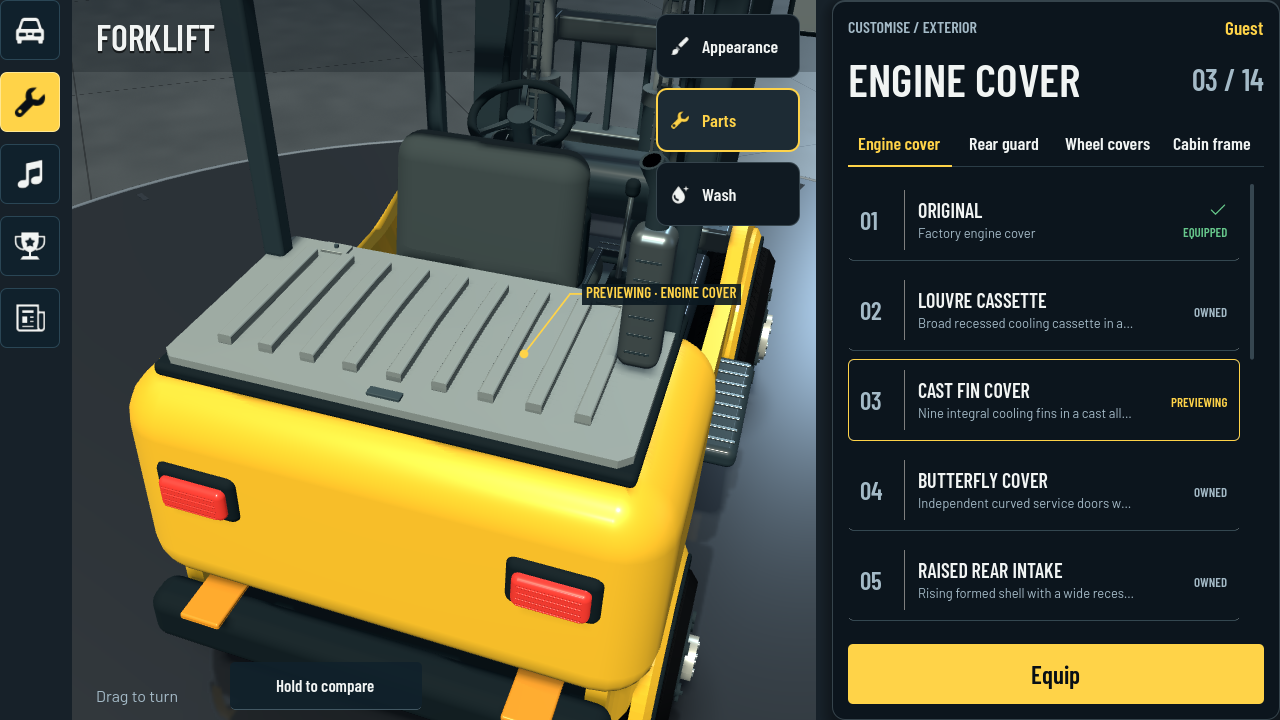 FORKLIFT
Appearance
Parts
Wash
PREVIEWING · ENGINE COVER
Hold to compare
Drag to turn
CUSTOMISE / EXTERIOR
Guest
ENGINE COVER
03 / 14
Engine cover
Rear guard
Wheel covers
Cabin frame
01
ORIGINAL
Factory engine cover
EQUIPPED
02
LOUVRE CASSETTE
Broad recessed cooling cassette in a...
OWNED
03
CAST FIN COVER
Nine integral cooling fins in a cast all...
PREVIEWING
04
BUTTERFLY COVER
Independent curved service doors w...
OWNED
05
RAISED REAR INTAKE
Rising formed shell with a wide reces...
OWNED
Equip